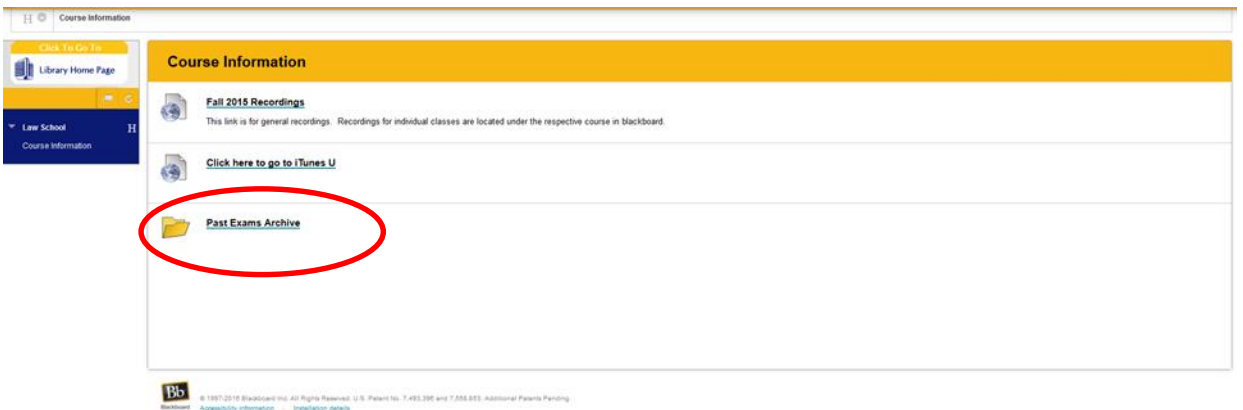 H Course Information
Click To Go To
Library Home Page
Law School H
Course Information
Course Information
Fall 2015 Recordings
This link is for general recordings. Recordings for individual classes are located under the respective course in blackboard.
Click here to go to iTunes U
Past Exams Archive
Bb
Blackboard
© 1997-2016 Blackboard Inc. All Rights Reserved. U.S. Patent No. 7,493,396 and 7,558,853. Additional Patents Pending.
Accessibility information - Installation details